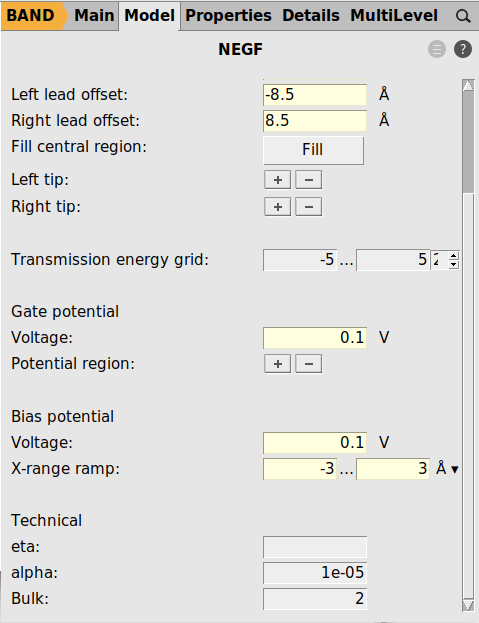 BAND Main Model Properties Details MultiLevel
NEGF ?
Left lead offset: -8.5 Å
Right lead offset: 8.5 Å
Fill central region: Fill
Left tip: + −
Right tip: + −
Transmission energy grid: -5 ... 5
Gate potential
Voltage: 0.1 V
Potential region: + −
Bias potential
Voltage: 0.1 V
X-range ramp: -3 ... 3 Å
Technical
eta:
alpha: 1e-05
Bulk: 2